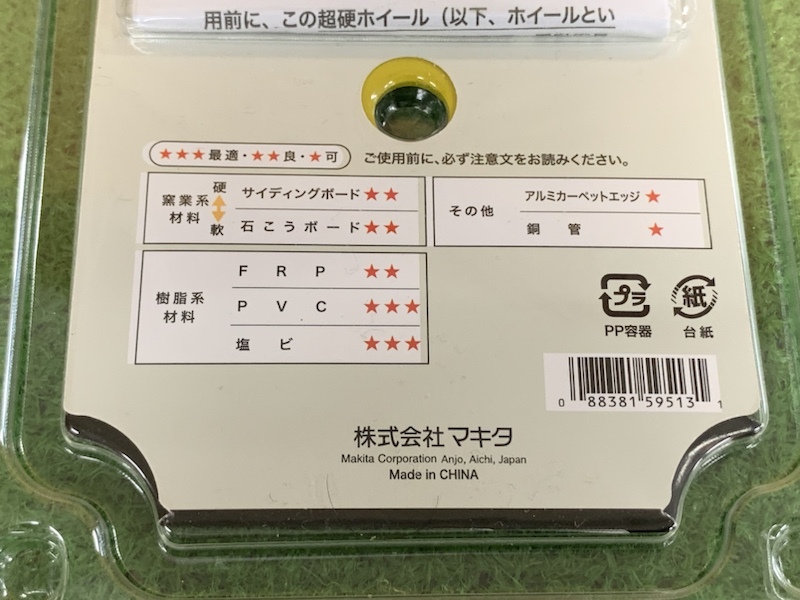 用前に、この超硬ホイール（以下、ホイールとい
★★★最適・★★良・★可 ご使用前に、必ず注意文をお読みください。
窯業系材料
硬
軟
サイディングボード ★★
石こうボード ★★
その他
アルミカーペットエッジ ★
銅管 ★
樹脂系材料
FRP ★★
PVC ★★★
塩ビ ★★★
プラ
PP容器
紙
台紙
0 88381 59513 1
株式会社マキタ
Makita Corporation Anjo, Aichi, Japan
Made in CHINA